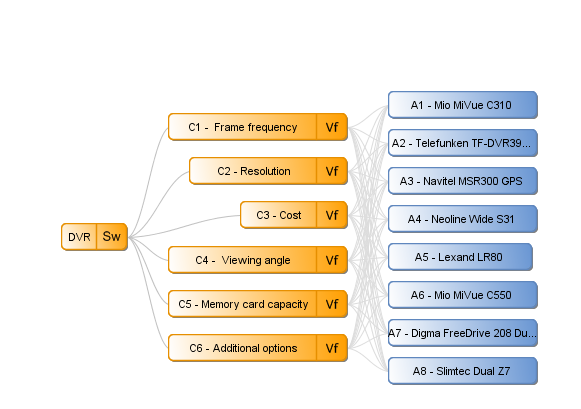 DVR Sw
C1 - Frame frequency Vf
C2 - Resolution Vf
C3 - Cost Vf
C4 - Viewing angle Vf
C5 - Memory card capacity Vf
C6 - Additional options Vf
A1 - Mio MiVue C310
A2 - Telefunken TF-DVR39...
A3 - Navitel MSR300 GPS
A4 - Neoline Wide S31
A5 - Lexand LR80
A6 - Mio MiVue C550
A7 - Digma FreeDrive 208 Du...
A8 - Slimtec Dual Z7